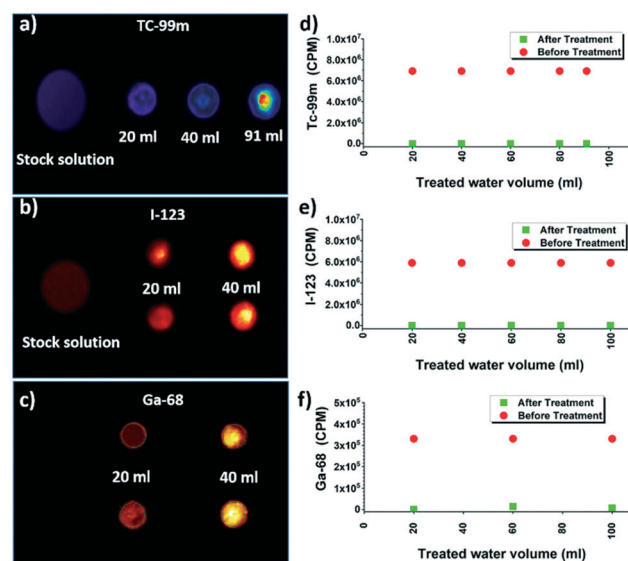 a)
TC-99m
20 ml
40 ml
91 ml
Stock solution
b)
I-123
20 ml
40 ml
Stock solution
c)
Ga-68
20 ml
40 ml
d)
After Treatment
Before Treatment
Tc-99m (CPM)
1.0x10⁷
8.0x10⁶
6.0x10⁶
4.0x10⁶
2.0x10⁶
0.0
0 20 40 60 80 100
Treated water volume (ml)
e)
After Treatment
Before Treatment
I-123 (CPM)
1.0x10⁷
8.0x10⁶
6.0x10⁶
4.0x10⁶
2.0x10⁶
0.0
0 20 40 60 80 100
Treated water volume (ml)
f)
After Treatment
Before Treatment
Ga-68 (CPM)
5x10⁵
4x10⁵
3x10⁵
2x10⁵
1x10⁵
0
0 20 40 60 80 100
Treated water volume (ml)